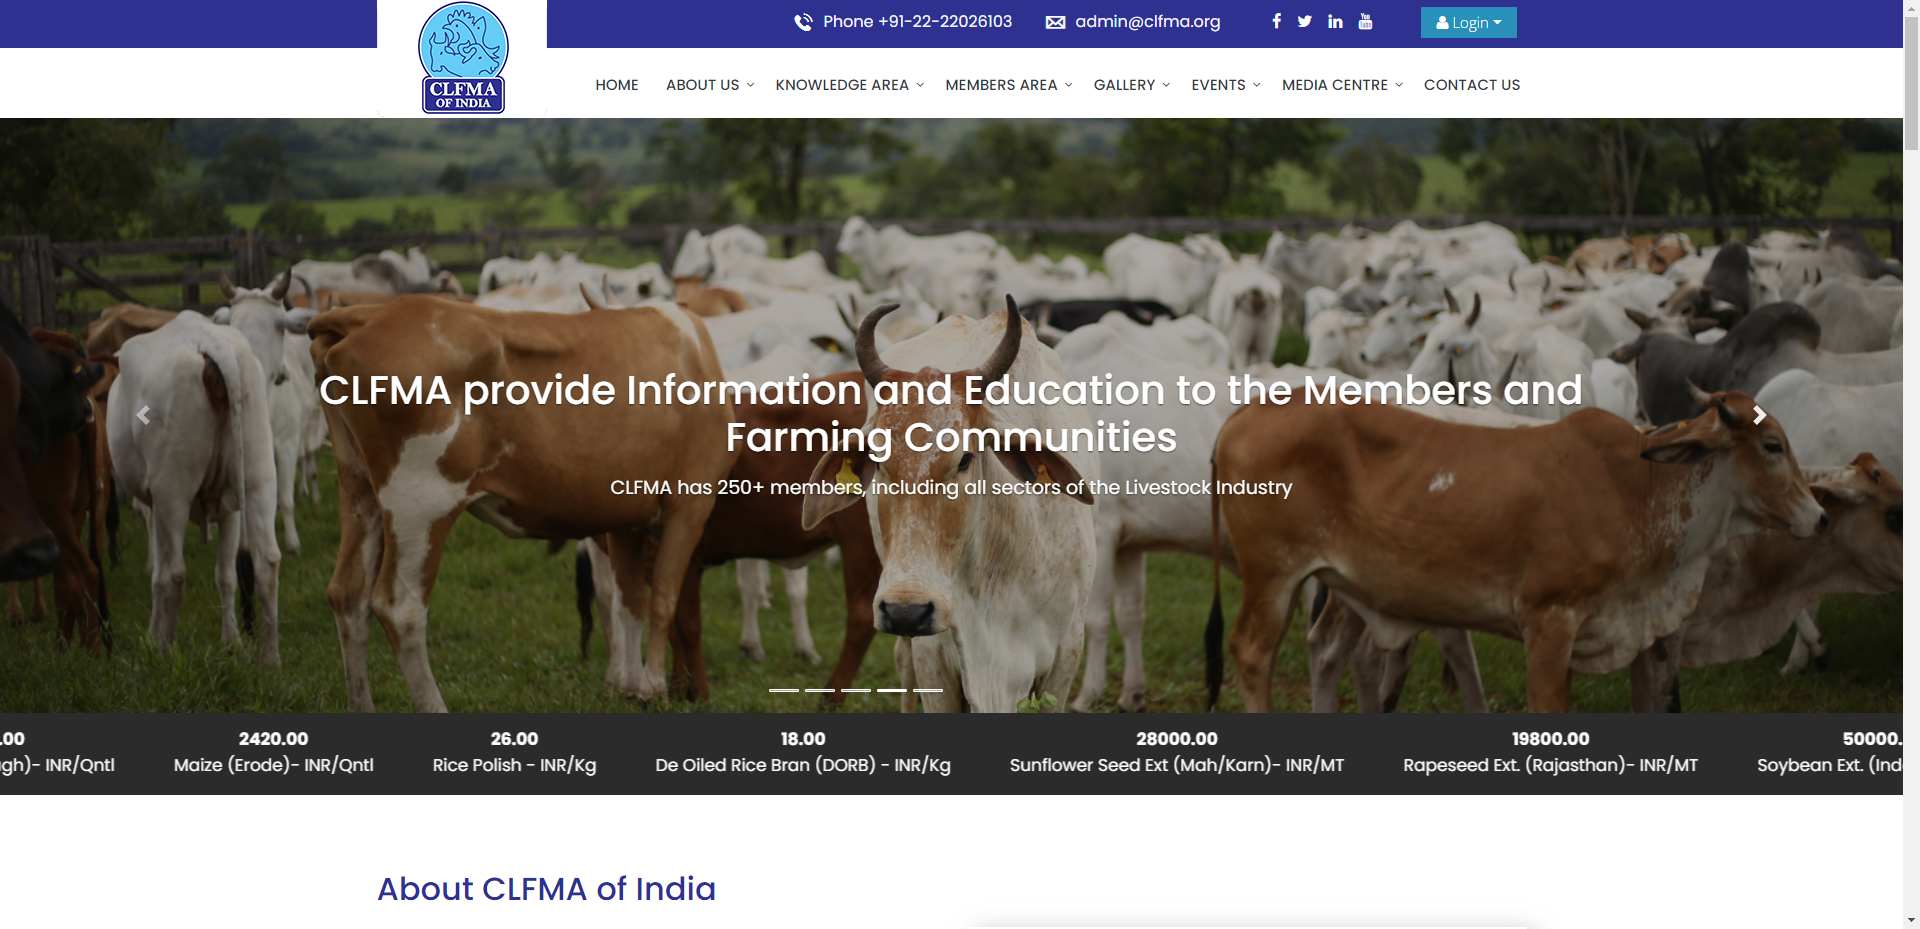 Phone +91-22-22026103
admin@clfma.org
Login
CLFMA
OF INDIA
HOME ABOUT US KNOWLEDGE AREA MEMBERS AREA GALLERY EVENTS MEDIA CENTRE CONTACT US
CLFMA provide Information and Education to the Members and
Farming Communities
CLFMA has 250+ members, including all sectors of the Livestock Industry
.00 2420.00 26.00 18.00 28000.00 19800.00 50000.
gh)- INR/Qntl Maize (Erode)- INR/Qntl Rice Polish - INR/Kg De Oiled Rice Bran (DORB) - INR/Kg Sunflower Seed Ext (Mah/Karn)- INR/MT Rapeseed Ext. (Rajasthan)- INR/MT Soybean Ext. (Ind
About CLFMA of India